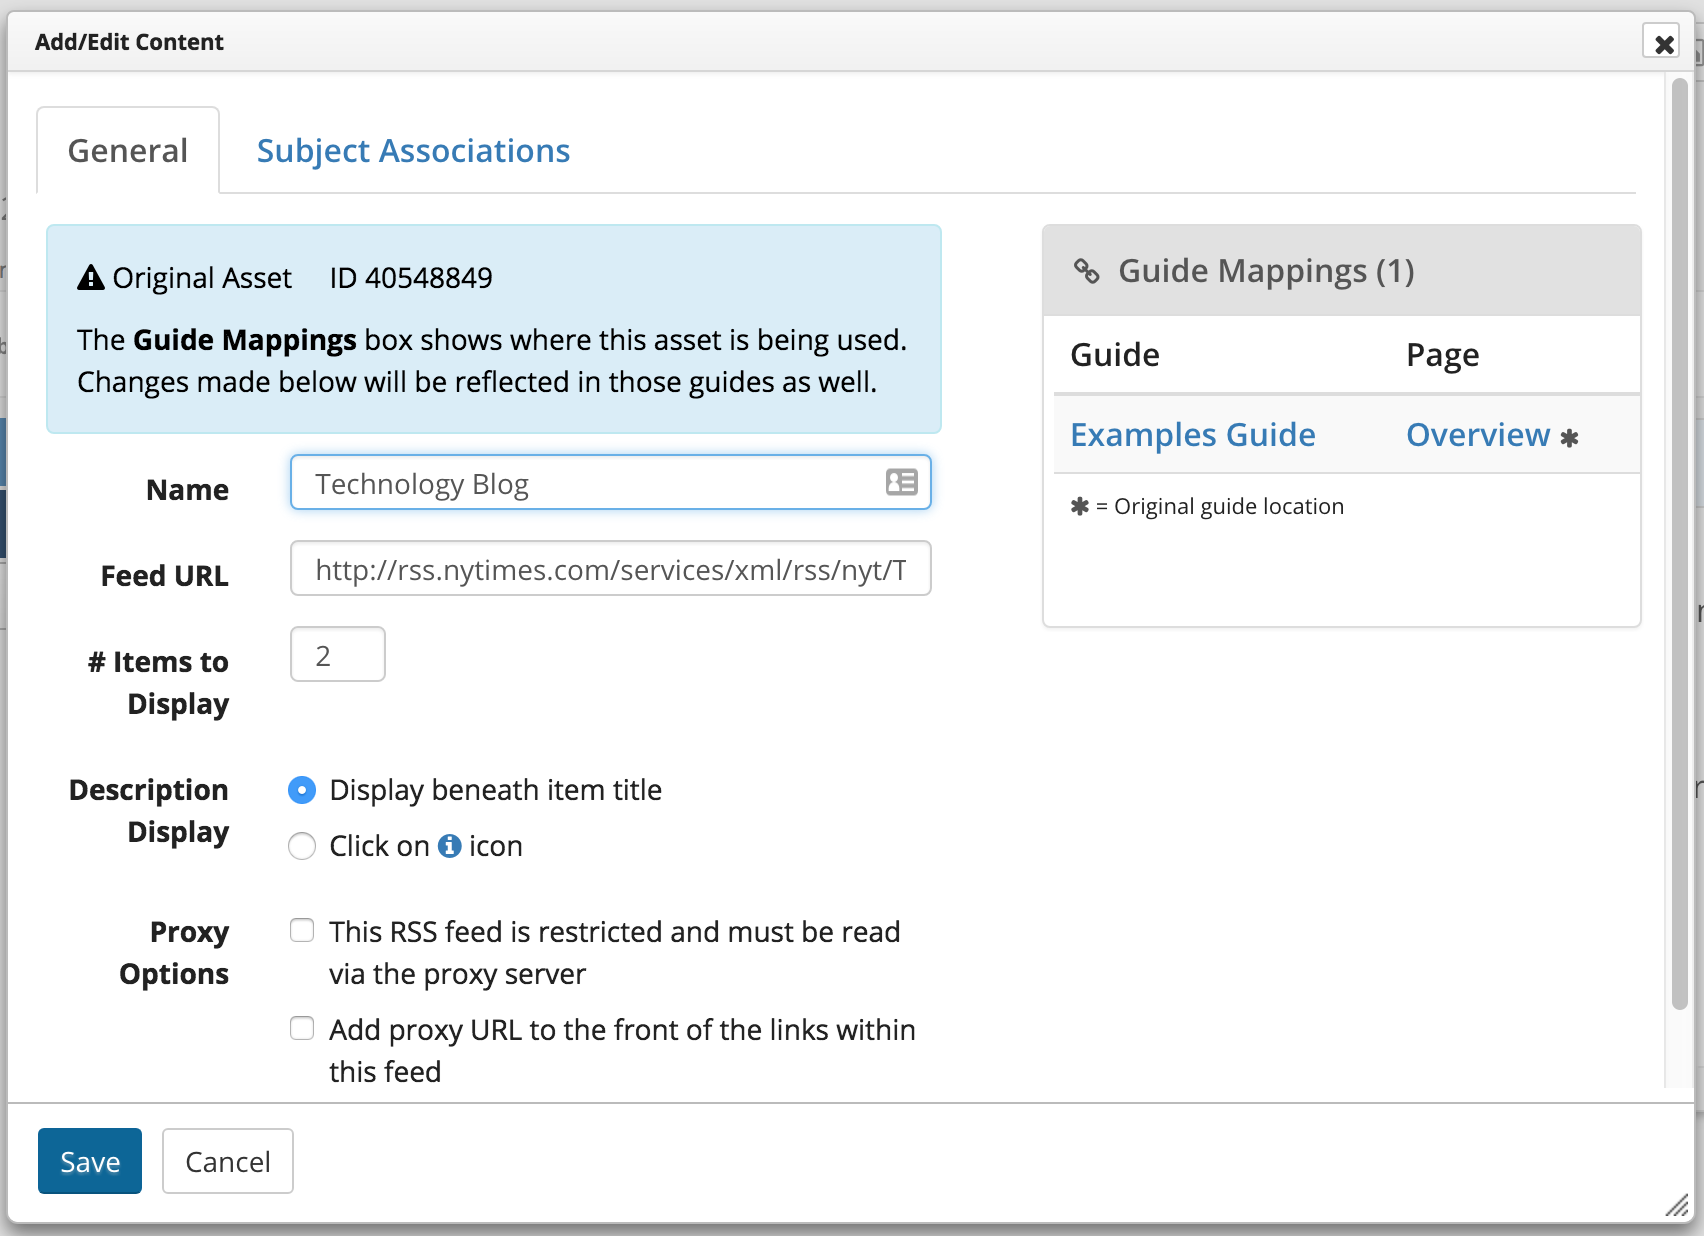 Add/Edit Content
General
Subject Associations
Original Asset ID 40548849
The Guide Mappings box shows where this asset is being used.
Changes made below will be reflected in those guides as well.
Name
Technology Blog
Feed URL
http://rss.nytimes.com/services/xml/rss/nyt/T
# Items to
Display
2
Description
Display
Display beneath item title
Click on icon
Proxy
Options
This RSS feed is restricted and must be read
via the proxy server
Add proxy URL to the front of the links within
this feed
Guide Mappings (1)
Guide Page
Examples Guide Overview *
* = Original guide location
Save
Cancel